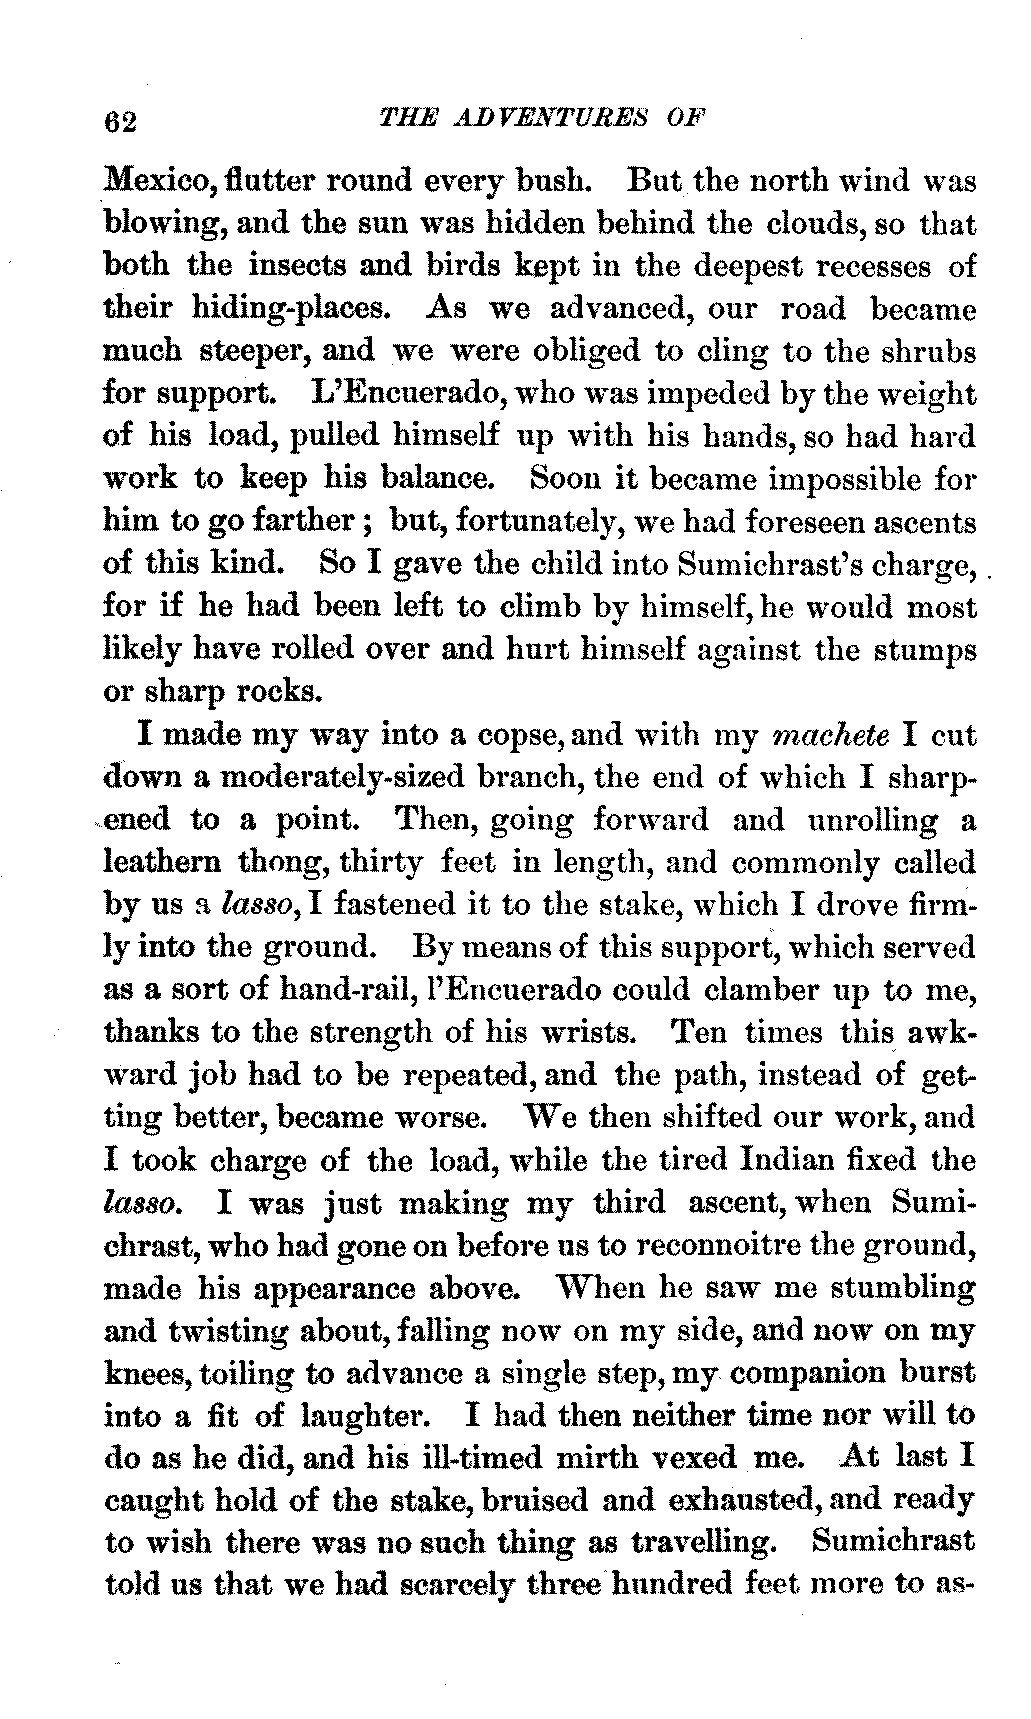 62 THE ADVENTURES OF
Mexico, flutter round every bush. But the north wind was
blowing, and the sun was hidden behind the clouds, so that
both the insects and birds kept in the deepest recesses of
their hiding-places. As we advanced, our road became
much steeper, and we were obliged to cling to the shrubs
for support. L'Encuerado, who was impeded by the weight
of his load, pulled himself up with his hands, so had hard
work to keep his balance. Soon it became impossible for
him to go farther; but, fortunately, we had foreseen ascents
of this kind. So I gave the child into Sumichrast's charge,
for if he had been left to climb by himself, he would most
likely have rolled over and hurt himself against the stumps
or sharp rocks.
I made my way into a copse, and with my machete I cut
down a moderately-sized branch, the end of which I sharp-
ened to a point. Then, going forward and unrolling a
leathern thong, thirty feet in length, and commonly called
by us a lasso, I fastened it to the stake, which I drove firm-
ly into the ground. By means of this support, which served
as a sort of hand-rail, l'Encuerado could clamber up to me,
thanks to the strength of his wrists. Ten times this awk-
ward job had to be repeated, and the path, instead of get-
ting better, became worse. We then shifted our work, and
I took charge of the load, while the tired Indian fixed the
lasso. I was just making my third ascent, when Sumi-
chrast, who had gone on before us to reconnoitre the ground,
made his appearance above. When he saw me stumbling
and twisting about, falling now on my side, and now on my
knees, toiling to advance a single step, my companion burst
into a fit of laughter. I had then neither time nor will to
do as he did, and his ill-timed mirth vexed me. At last I
caught hold of the stake, bruised and exhausted, and ready
to wish there was no such thing as travelling. Sumichrast
told us that we had scarcely three hundred feet more to as-